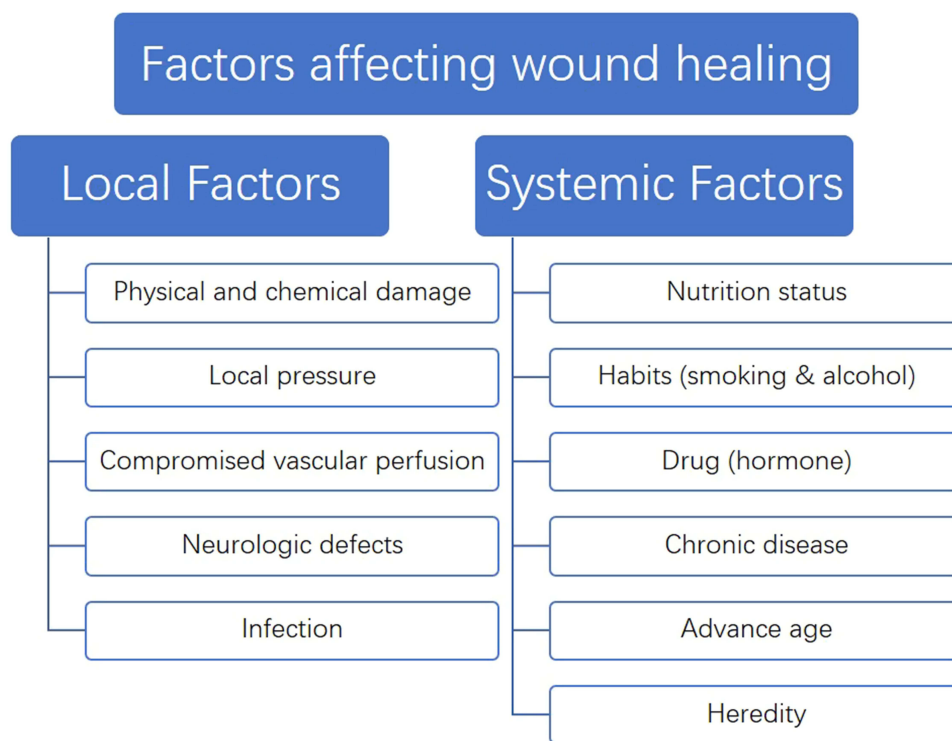 Factors affecting wound healing
Local Factors
Physical and chemical damage
Local pressure
Compromised vascular perfusion
Neurologic defects
Infection
Systemic Factors
Nutrition status
Habits (smoking & alcohol)
Drug (hormone)
Chronic disease
Advance age
Heredity